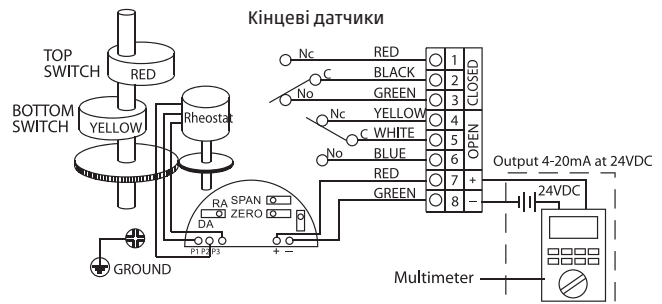 Кінцеві датчики
TOP
SWITCH
RED
BOTTOM
SWITCH
YELLOW
Rheostat
Nc
RED
1
C
BLACK
2
No
GREEN
3
CLOSED
Nc
YELLOW
4
C
WHITE
5
No
BLUE
6
OPEN
RED
7
+
GREEN
8
–
Output 4-20mA at 24VDC
24VDC
RA
SPAN
ZERO
DA
P1 P2 P3
+ –
GROUND
Multimeter